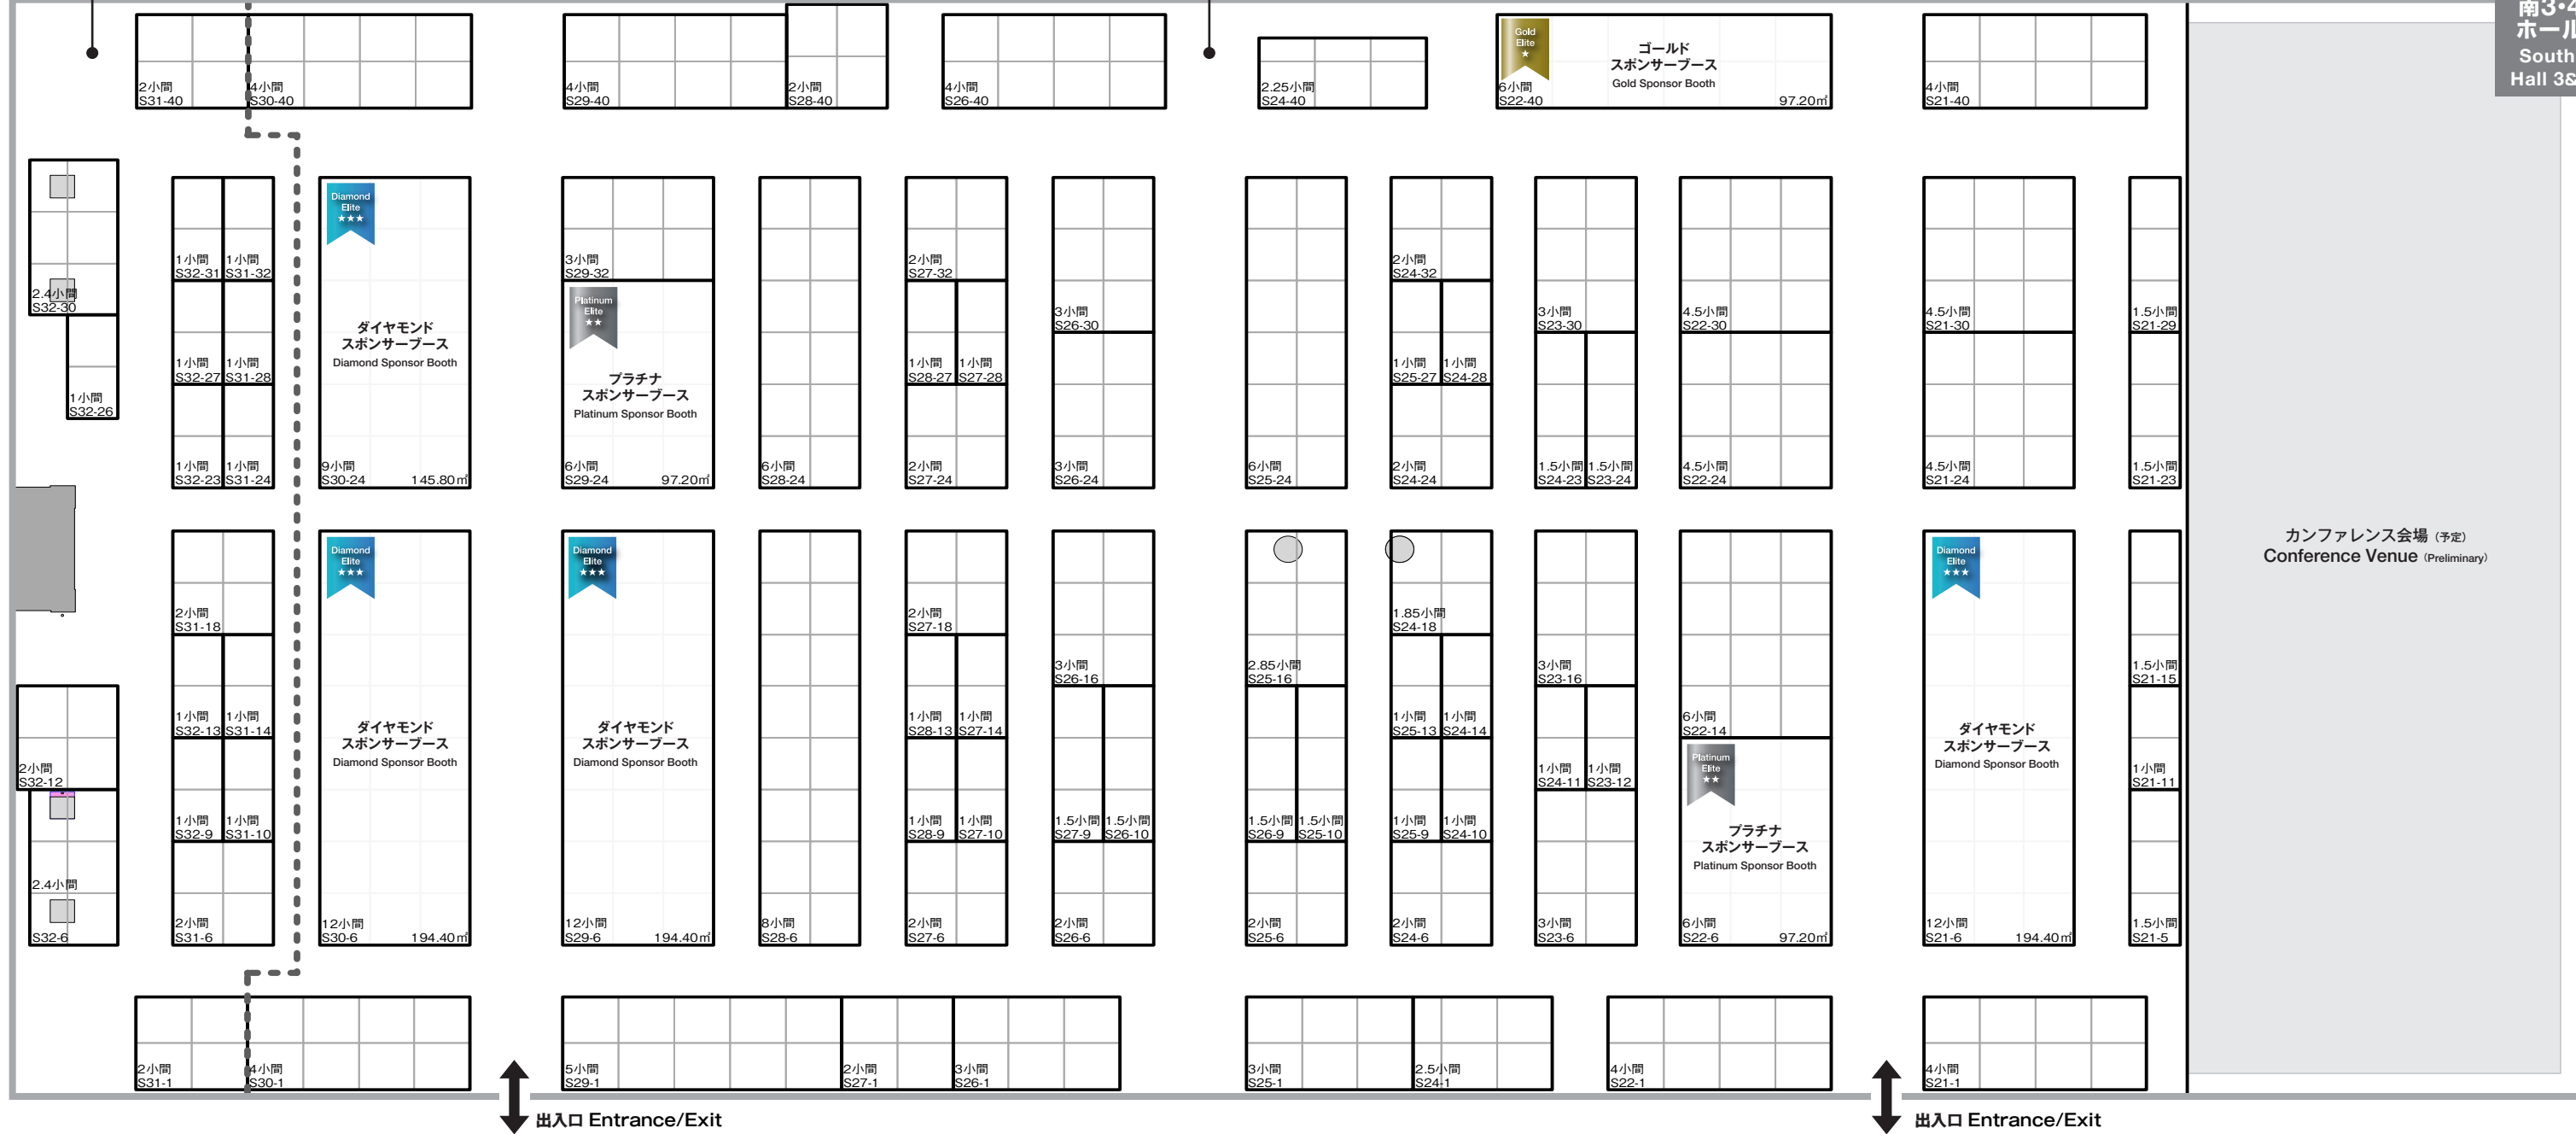 南3・4
ホール
South
Hall 3&
2小間
S31-40
4小間
S30-40
4小間
S29-40
2小間
S28-40
4小間
S26-40
2.25小間
S24-40
Gold
Elite
★
ゴールド
スポンサーブース
Gold Sponsor Booth
6小間
S22-40
97.20㎡
4小間
S21-40
2.4小間
S32-30
1小間
S32-26
1小間
S32-31
1小間
S31-32
1小間
S32-27
1小間
S31-28
1小間
S32-23
1小間
S31-24
Diamond
Elite
★★★
ダイヤモンド
スポンサーブース
Diamond Sponsor Booth
9小間
S30-24
145.80㎡
3小間
S29-32
Platinum
Elite
★★
プラチナ
スポンサーブース
Platinum Sponsor Booth
6小間
S29-24
97.20㎡
6小間
S28-24
2小間
S27-32
1小間
S28-27
1小間
S27-28
2小間
S27-24
3小間
S26-30
3小間
S26-24
6小間
S25-24
2小間
S24-32
1小間
S25-27
1小間
S24-28
2小間
S24-24
3小間
S23-30
1.5小間
S24-23
1.5小間
S23-24
4.5小間
S22-30
4.5小間
S22-24
4.5小間
S21-30
4.5小間
S21-24
1.5小間
S21-29
1.5小間
S21-23
カンファレンス会場 (予定)
Conference Venue (Preliminary)
2小間
S32-12
2.4小間
S32-6
2小間
S31-18
1小間
S32-13
1小間
S31-14
1小間
S32-9
1小間
S31-10
2小間
S31-6
Diamond
Elite
★★★
ダイヤモンド
スポンサーブース
Diamond Sponsor Booth
12小間
S30-6
194.40㎡
Diamond
Elite
★★★
ダイヤモンド
スポンサーブース
Diamond Sponsor Booth
12小間
S29-6
194.40㎡
8小間
S28-6
2小間
S27-18
1小間
S28-13
1小間
S27-14
1小間
S28-9
1小間
S27-10
2小間
S27-6
3小間
S26-16
1.5小間
S27-9
1.5小間
S26-10
2小間
S26-6
2.85小間
S25-16
1.5小間
S26-9
1.5小間
S25-10
2小間
S25-6
1.85小間
S24-18
1小間
S25-13
1小間
S24-14
1小間
S25-9
1小間
S24-10
2小間
S24-6
3小間
S23-16
1小間
S24-11
1小間
S23-12
3小間
S23-6
6小間
S22-14
Platinum
Elite
★★
プラチナ
スポンサーブース
Platinum Sponsor Booth
6小間
S22-6
97.20㎡
Diamond
Elite
★★★
ダイヤモンド
スポンサーブース
Diamond Sponsor Booth
12小間
S21-6
194.40㎡
1.5小間
S21-15
1小間
S21-11
1.5小間
S21-5
2小間
S31-1
4小間
S30-1
5小間
S29-1
2小間
S27-1
3小間
S26-1
3小間
S25-1
2.5小間
S24-1
4小間
S22-1
4小間
S21-1
出入口 Entrance/Exit
出入口 Entrance/Exit